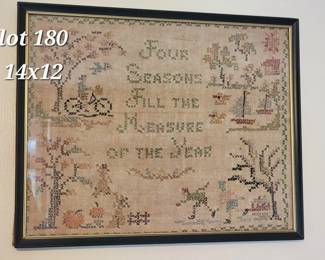 lot 180
14x12
Four
Seasons
Fill the
Measure
of the Year